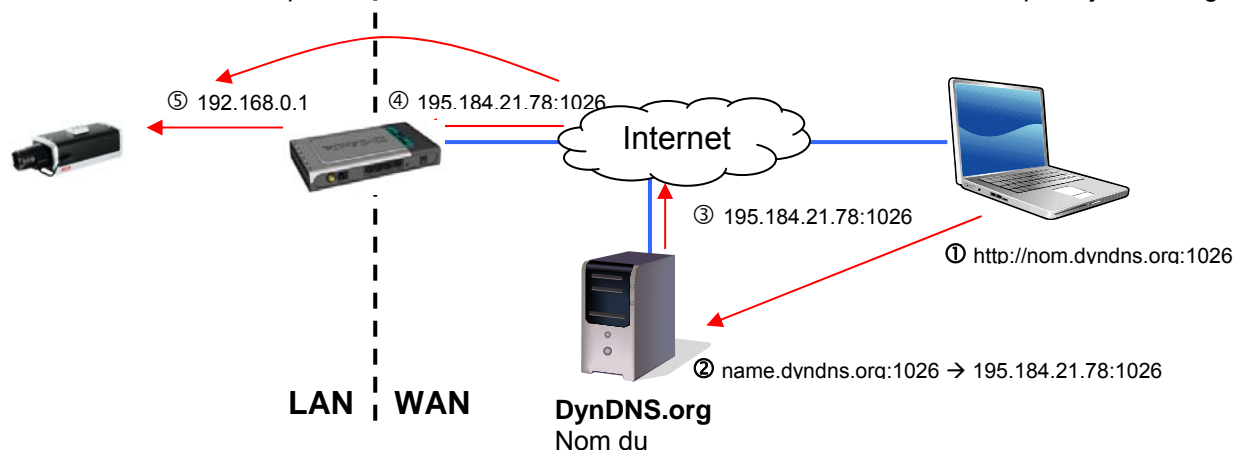 ⑤ 192.168.0.1
④ 195.184.21.78:1026
Internet
③ 195.184.21.78:1026
① http://nom.dyndns.org:1026
② name.dyndns.org:1026 → 195.184.21.78:1026
LAN
WAN
DynDNS.org
Nom du